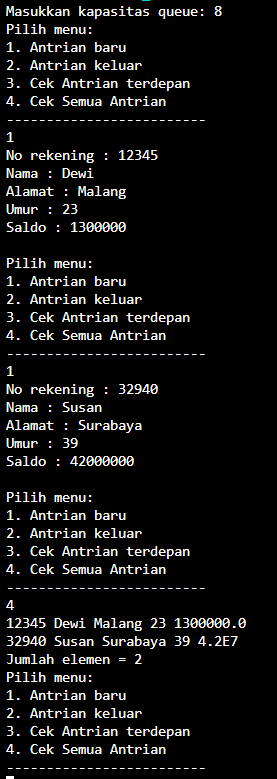 Masukkan kapasitas queue: 8
Pilih menu:
1. Antrian baru
2. Antrian keluar
3. Cek Antrian terdepan
4. Cek Semua Antrian
-------------------------
1
No rekening : 12345
Nama : Dewi
Alamat : Malang
Umur : 23
Saldo : 1300000

Pilih menu:
1. Antrian baru
2. Antrian keluar
3. Cek Antrian terdepan
4. Cek Semua Antrian
-------------------------
1
No rekening : 32940
Nama : Susan
Alamat : Surabaya
Umur : 39
Saldo : 42000000

Pilih menu:
1. Antrian baru
2. Antrian keluar
3. Cek Antrian terdepan
4. Cek Semua Antrian
-------------------------
4
12345 Dewi Malang 23 1300000.0
32940 Susan Surabaya 39 4.2E7
Jumlah elemen = 2
Pilih menu:
1. Antrian baru
2. Antrian keluar
3. Cek Antrian terdepan
4. Cek Semua Antrian
-------------------------